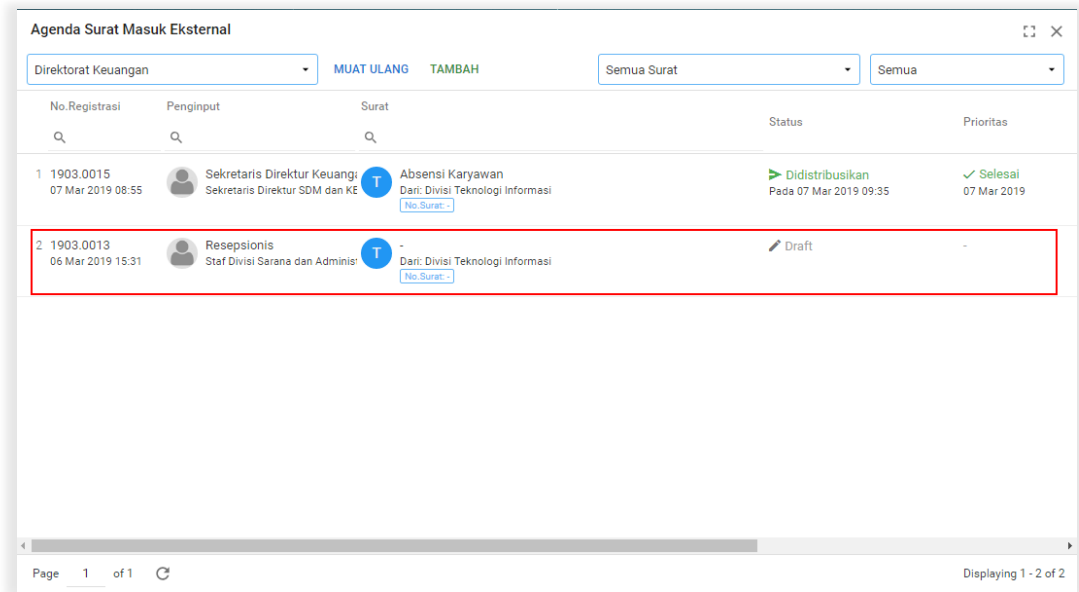 Agenda Surat Masuk Eksternal
Direktorat Keuangan MUAT ULANG TAMBAH Semua Surat Semua
No.Registrasi Penginput Surat Status Prioritas
1 1903.0015 Sekretaris Direktur Keuang T Absensi Karyawan Didistribusikan Selesai
07 Mar 2019 08:55 Sekretaris Direktur SDM dan KE Dari: Divisi Teknologi Informasi Pada 07 Mar 2019 09:35 07 Mar 2019
No.Surat: -
2 1903.0013 Resepsionis T - Draft -
06 Mar 2019 15:31 Staf Divisi Sarana dan Adminis Dari: Divisi Teknologi Informasi
No.Surat: -
Page 1 of 1 Displaying 1 - 2 of 2